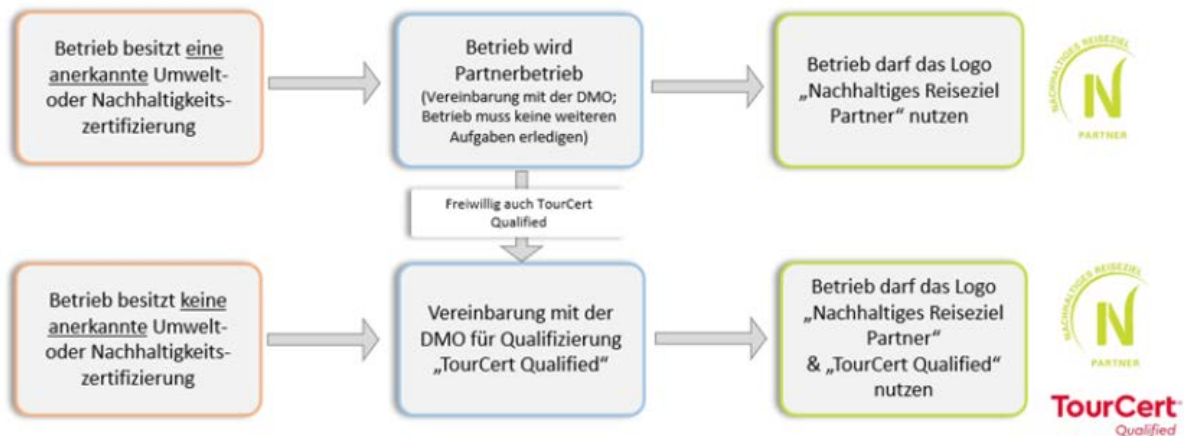 Betrieb besitzt eine
anerkannte Umwelt-
oder Nachhaltigkeits-
zertifizierung
Betrieb wird
Partnerbetrieb
(Vereinbarung mit der DMO;
Betrieb muss keine weiteren
Aufgaben erledigen)
Betrieb darf das Logo
„Nachhaltiges Reiseziel
Partner“ nutzen
NACHHALTIGES REISEZIEL
N
PARTNER
Freiwillig auch TourCert
Qualified
Betrieb besitzt keine
anerkannte Umwelt-
oder Nachhaltigkeits-
zertifizierung
Vereinbarung mit der
DMO für Qualifizierung
„TourCert Qualified“
Betrieb darf das Logo
„Nachhaltiges Reiseziel
Partner“
& „TourCert Qualified“
nutzen
NACHHALTIGES REISEZIEL
N
PARTNER
TourCert
Qualified